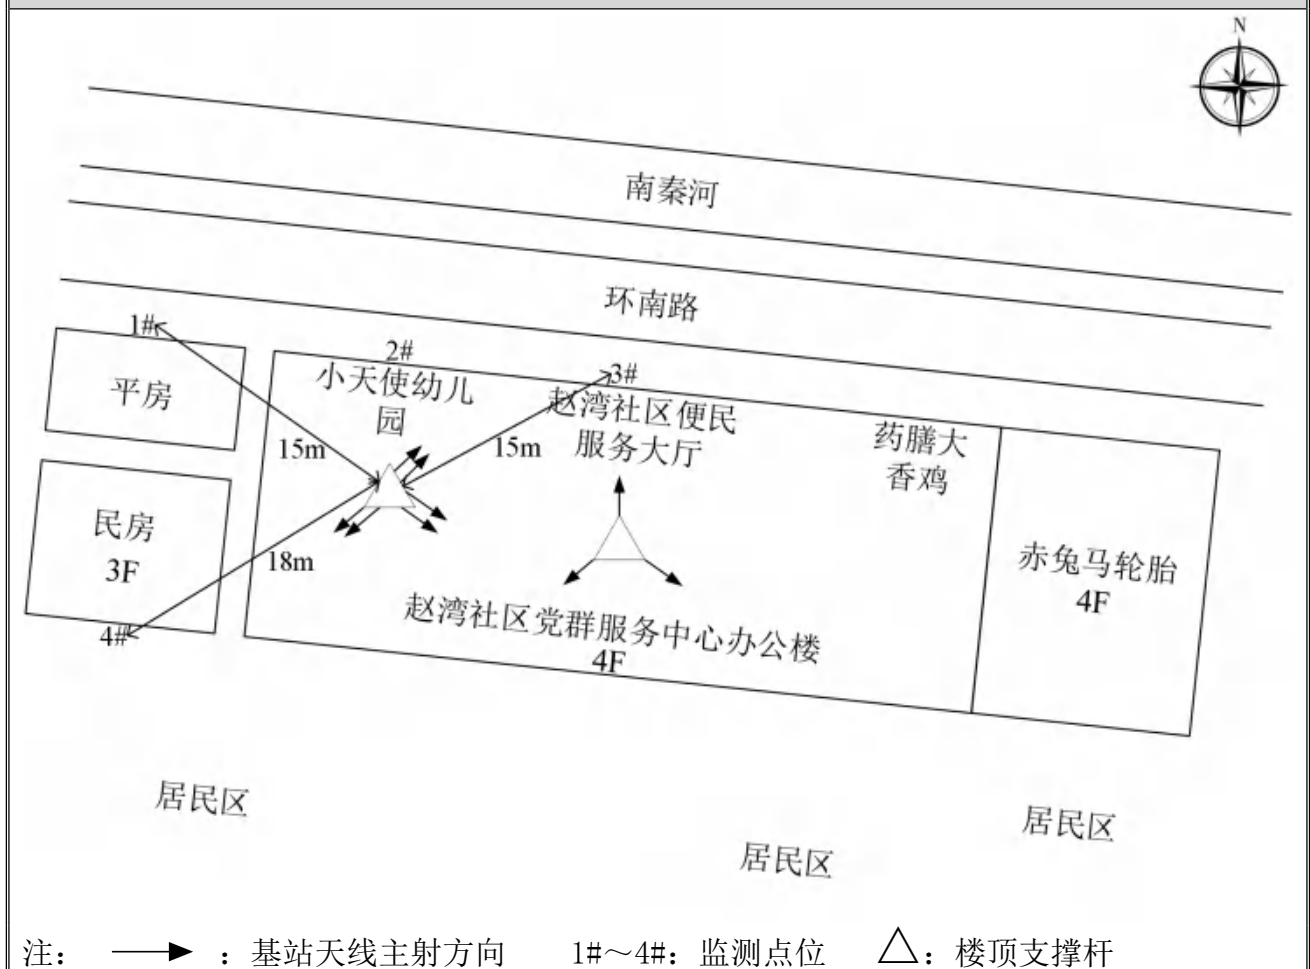 N
南秦河
环南路
1#
2#
3#
小天使幼儿
园
平房
赵湾社区便民
服务大厅
药膳大
香鸡
15m
15m
民房
3F
18m
赤兔马轮胎
4F
4#
赵湾社区党群服务中心办公楼
4F
居民区
居民区
居民区
注： ：基站天线主射方向 1#～4#：监测点位 △：楼顶支撑杆